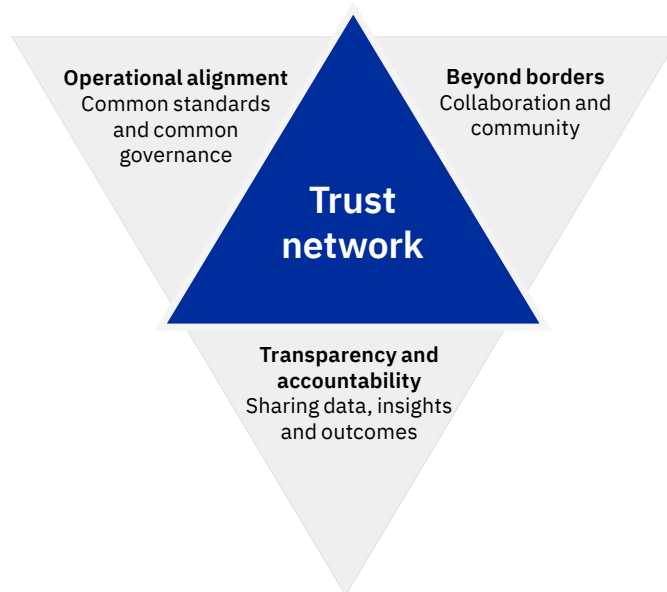 Operational alignment
Common standards
and common
governance
Beyond borders
Collaboration and
community
Trust
network
Transparency and
accountability
Sharing data, insights
and outcomes